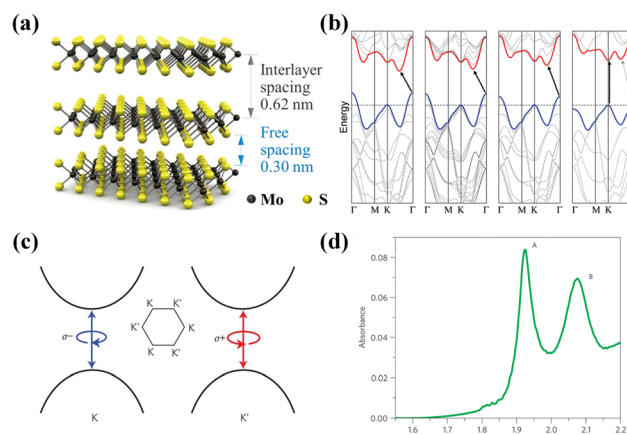 (a)
Interlayer
spacing
0.62 nm
Free
spacing
0.30 nm
Mo
S
(b)
Energy
Γ M K Γ
Γ M K Γ
Γ M K Γ
Γ M K Γ
(c)
σ−
K K'
K' K
K K'
σ+
K
K'
(d)
A
B
Absorbance
0.08
0.06
0.04
0.02
0.00
1.6 1.7 1.8 1.9 2.0 2.1 2.2